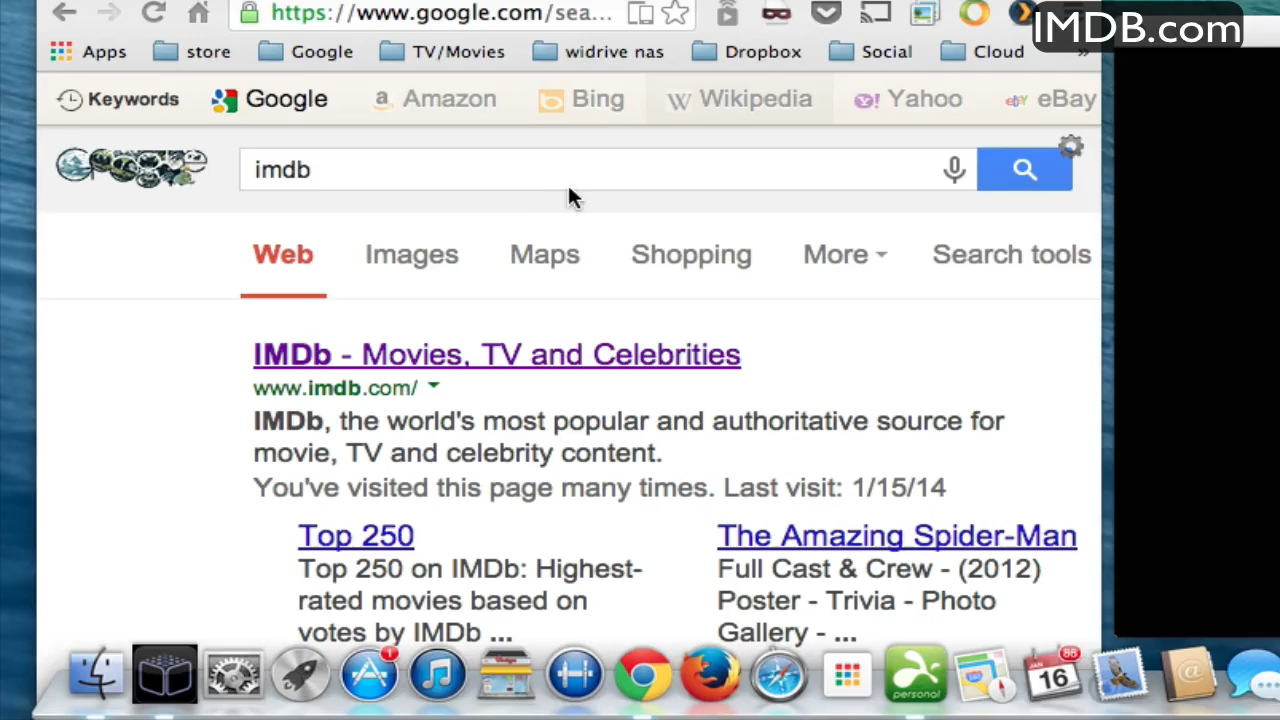 https://www.google.com/sea...
IMDB.com
Apps store Google TV/Movies widrive nas Dropbox Social Cloud »
Keywords Google Amazon Bing Wikipedia Yahoo eBay
imdb
Web Images Maps Shopping More Search tools
IMDb - Movies, TV and Celebrities
www.imdb.com/
IMDb, the world's most popular and authoritative source for
movie, TV and celebrity content.
You've visited this page many times. Last visit: 1/15/14
Top 250
Top 250 on IMDb: Highest-
rated movies based on
votes by IMDb ...
The Amazing Spider-Man
Full Cast & Crew - (2012)
Poster - Trivia - Photo
Gallery - ...
1
personal
JAN
16
88